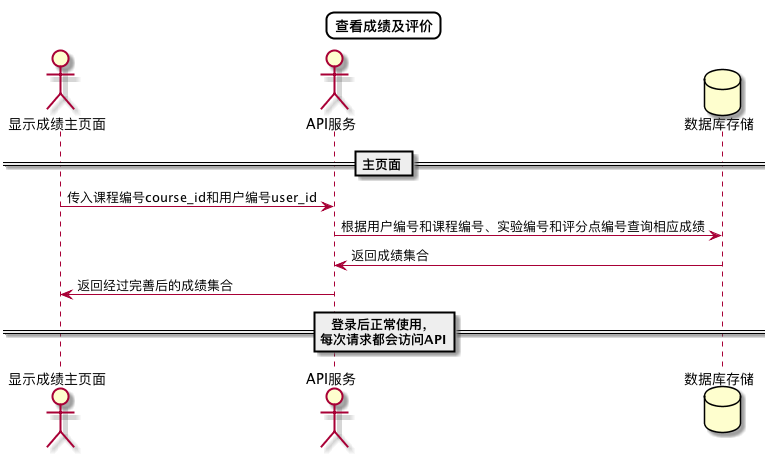 查看成绩及评价
显示成绩主页面
API服务
数据库存储
主页面
传入课程编号course_id和用户编号user_id
根据用户编号和课程编号、实验编号和评分点编号查询相应成绩
返回成绩集合
返回经过完善后的成绩集合
登录后正常使用，
每次请求都会访问API
显示成绩主页面
API服务
数据库存储